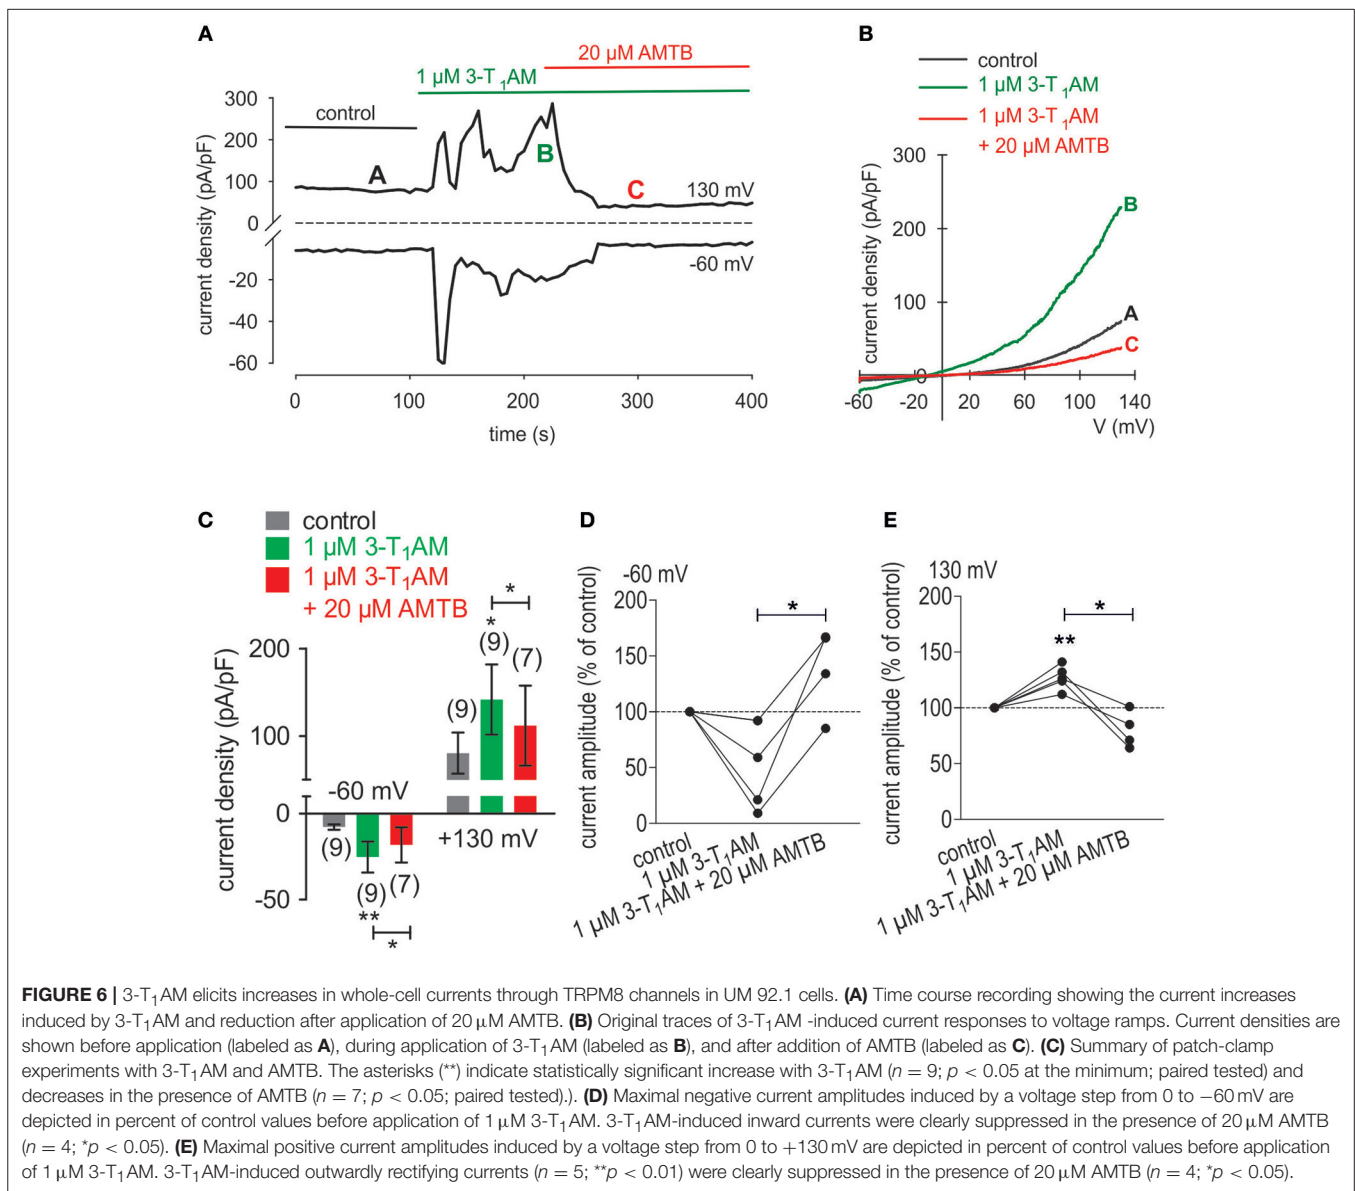 A
20 µM AMTB
1 µM 3-T1AM
control
300
200
100
0
-20
-40
-60
current density (pA/pF)
A
B
C
130 mV
-60 mV
0
100
200
300
400
time (s)
B
control
1 µM 3-T1AM
1 µM 3-T1AM
+ 20 µM AMTB
300
200
100
0
current density (pA/pF)
B
A
C
-60
-20
20
60
100
140
V (mV)
C
control
1 µM 3-T1AM
1 µM 3-T1AM
+ 20 µM AMTB
200
100
0
-50
current density (pA/pF)
*
*
(9)
(9)
(7)
-60 mV
+130 mV
(9)
(9)
(7)
**
*
D
-60 mV
200
150
100
50
0
current amplitude (% of control)
*
control
1 µM 3-T1AM
1 µM 3-T1AM + 20 µM AMTB
E
130 mV
200
150
100
50
0
current amplitude (% of control)
*
**
control
1 µM 3-T1AM
1 µM 3-T1AM + 20 µM AMTB
FIGURE 6 | 3-T1AM elicits increases in whole-cell currents through TRPM8 channels in UM 92.1 cells. (A) Time course recording showing the current increases
induced by 3-T1AM and reduction after application of 20 µM AMTB. (B) Original traces of 3-T1AM -induced current responses to voltage ramps. Current densities are
shown before application (labeled as A), during application of 3-T1AM (labeled as B), and after addition of AMTB (labeled as C). (C) Summary of patch-clamp
experiments with 3-T1AM and AMTB. The asterisks (**) indicate statistically significant increase with 3-T1AM (n = 9; p < 0.05 at the minimum; paired tested) and
decreases in the presence of AMTB (n = 7; p < 0.05; paired tested).). (D) Maximal negative current amplitudes induced by a voltage step from 0 to −60 mV are
depicted in percent of control values before application of 1 µM 3-T1AM. 3-T1AM-induced inward currents were clearly suppressed in the presence of 20 µM AMTB
(n = 4; *p < 0.05). (E) Maximal positive current amplitudes induced by a voltage step from 0 to +130 mV are depicted in percent of control values before application
of 1 µM 3-T1AM. 3-T1AM-induced outwardly rectifying currents (n = 5; **p < 0.01) were clearly suppressed in the presence of 20 µM AMTB (n = 4; *p < 0.05).